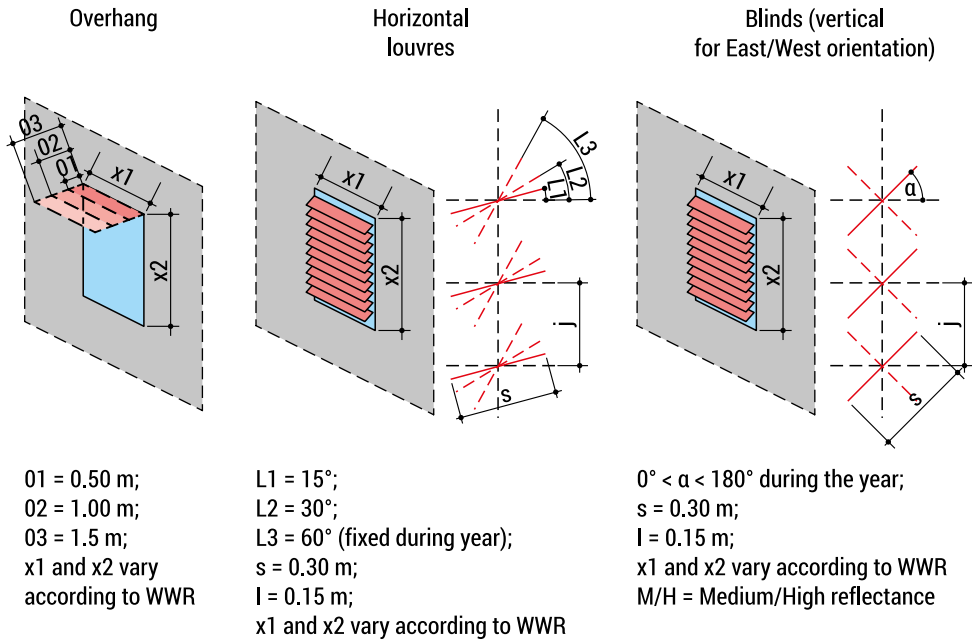 Overhang
Horizontal
louvres
Blinds (vertical
for East/West orientation)
03
02
01
x1
x2
x1
x2
L3
L2
L1
j
s
x1
x2
α
j
s
01 = 0.50 m;
02 = 1.00 m;
03 = 1.5 m;
x1 and x2 vary
according to WWR
L1 = 15°;
L2 = 30°;
L3 = 60° (fixed during year);
s = 0.30 m;
l = 0.15 m;
x1 and x2 vary according to WWR
0° < α < 180° during the year;
s = 0.30 m;
l = 0.15 m;
x1 and x2 vary according to WWR
M/H = Medium/High reflectance